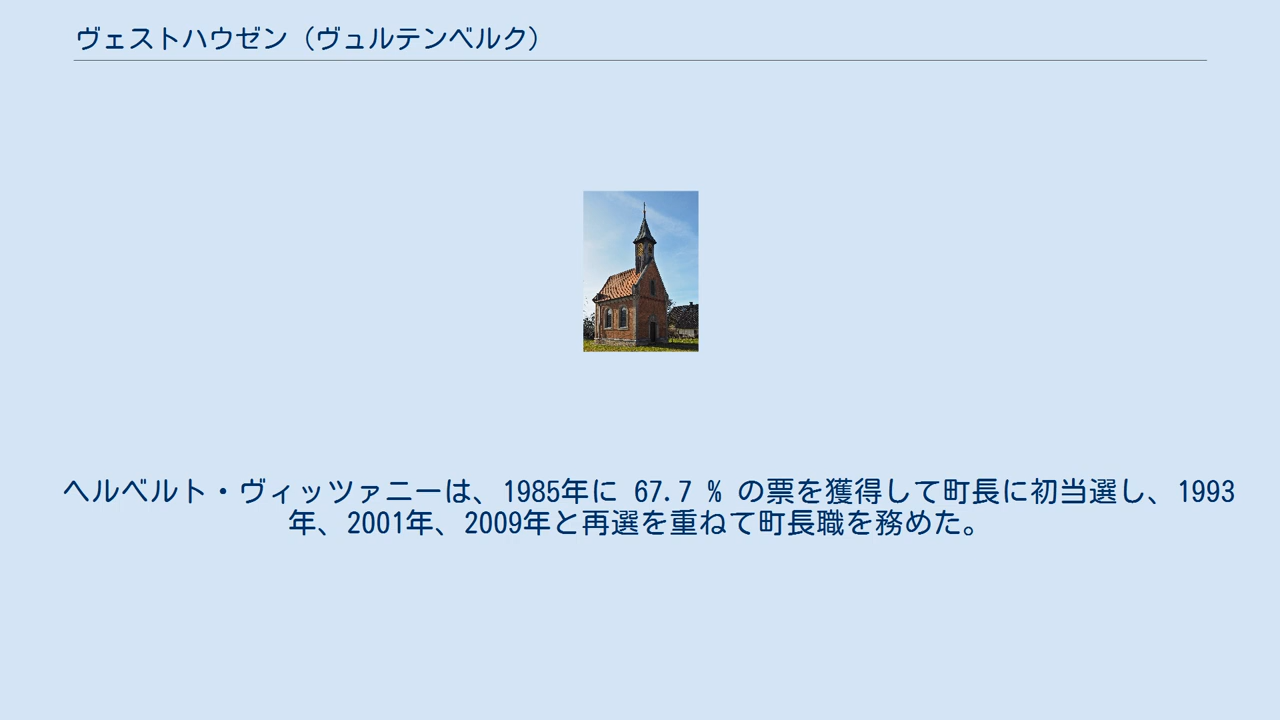 ヴェストハウゼン（ヴュルテンベルク）
ヘルベルト・ヴィッツァニーは、1985年に 67.7 % の票を獲得して町長に初当選し、1993
年、2001年、2009年と再選を重ねて町長職を務めた。